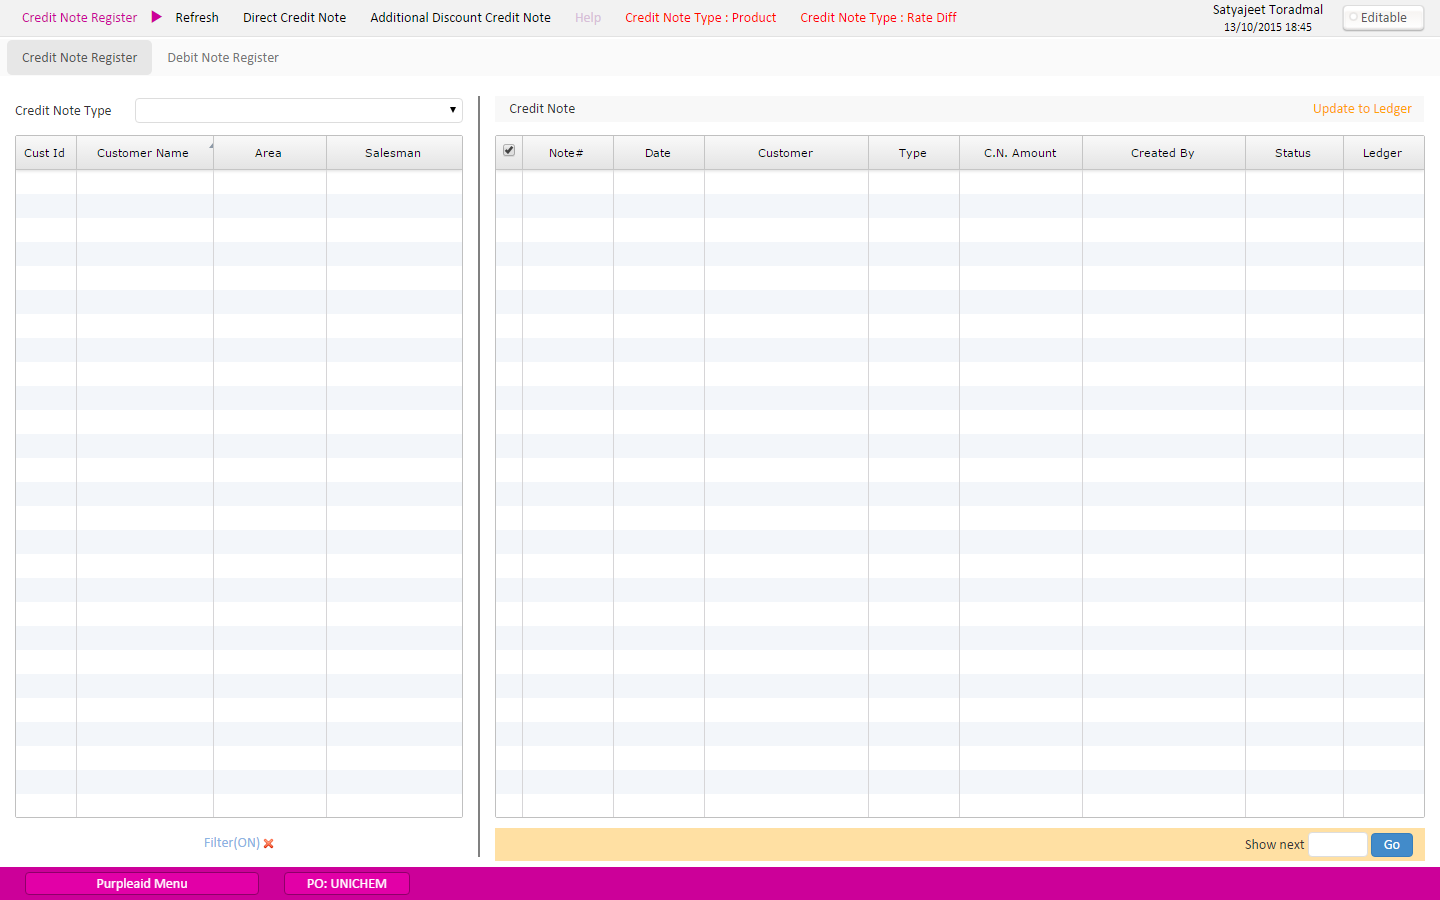 Credit Note Register Refresh Direct Credit Note Additional Discount Credit Note Help Credit Note Type : Product Credit Note Type : Rate Diff Satyajeet Toradmal Editable
13/10/2015 18:45
Credit Note Register Debit Note Register
Credit Note Type
Credit Note Update to Ledger
Cust Id Customer Name Area Salesman
Note# Date Customer Type C.N. Amount Created By Status Ledger
Filter(ON)
Show next Go
Purpleaid Menu PO: UNICHEM